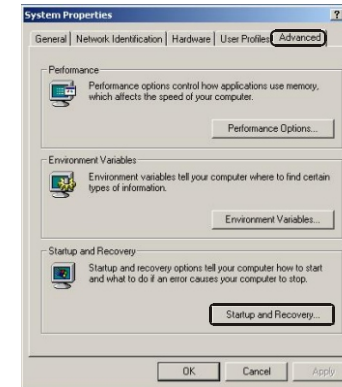 System Properties ?
General Network Identification Hardware User Profiles Advanced
Performance
Performance options control how applications use memory,
which affects the speed of your computer.
Performance Options...
Environment Variables
Environment variables tell your computer where to find certain
types of information.
Environment Variables...
Startup and Recovery
Startup and recovery options tell your computer how to start
and what to do if an error causes your computer to stop.
Startup and Recovery...
OK Cancel Apply